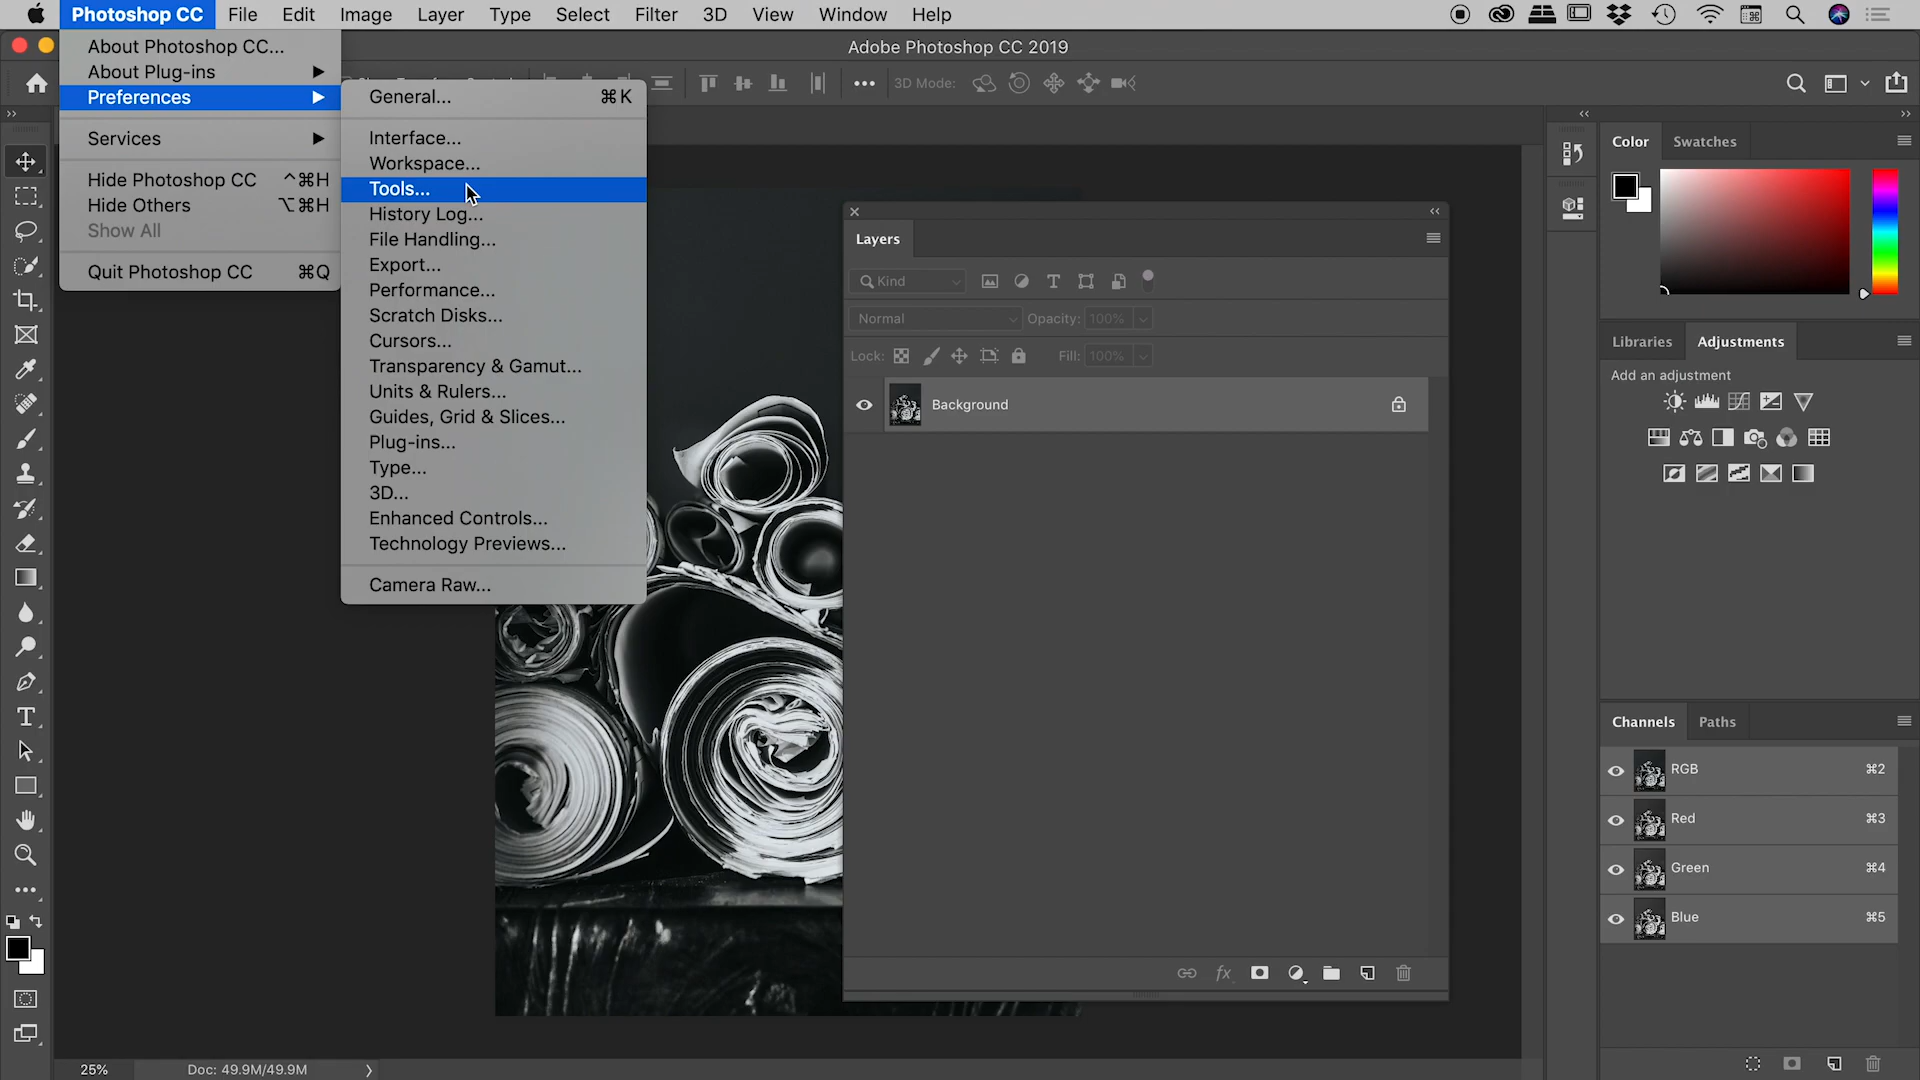 Photoshop CC File Edit Image Layer Type Select Filter 3D View Window Help
Adobe Photoshop CC 2019
About Photoshop CC...
About Plug-ins
Preferences
Services
Hide Photoshop CC ^⌘H
Hide Others ⌥⌘H
Show All
Quit Photoshop CC ⌘Q
General... ⌘K
Interface...
Workspace...
Tools...
History Log...
File Handling...
Export...
Performance...
Scratch Disks...
Cursors...
Transparency & Gamut...
Units & Rulers...
Guides, Grid & Slices...
Plug-ins...
Type...
3D...
Enhanced Controls...
Technology Previews...
Camera Raw...
3D Mode:
Layers
Kind
Normal Opacity: 100%
Lock: Fill: 100%
Background
fx
Color Swatches
Libraries Adjustments
Add an adjustment
Channels Paths
RGB ⌘2
Red ⌘3
Green ⌘4
Blue ⌘5
25% Doc: 49.9M/49.9M